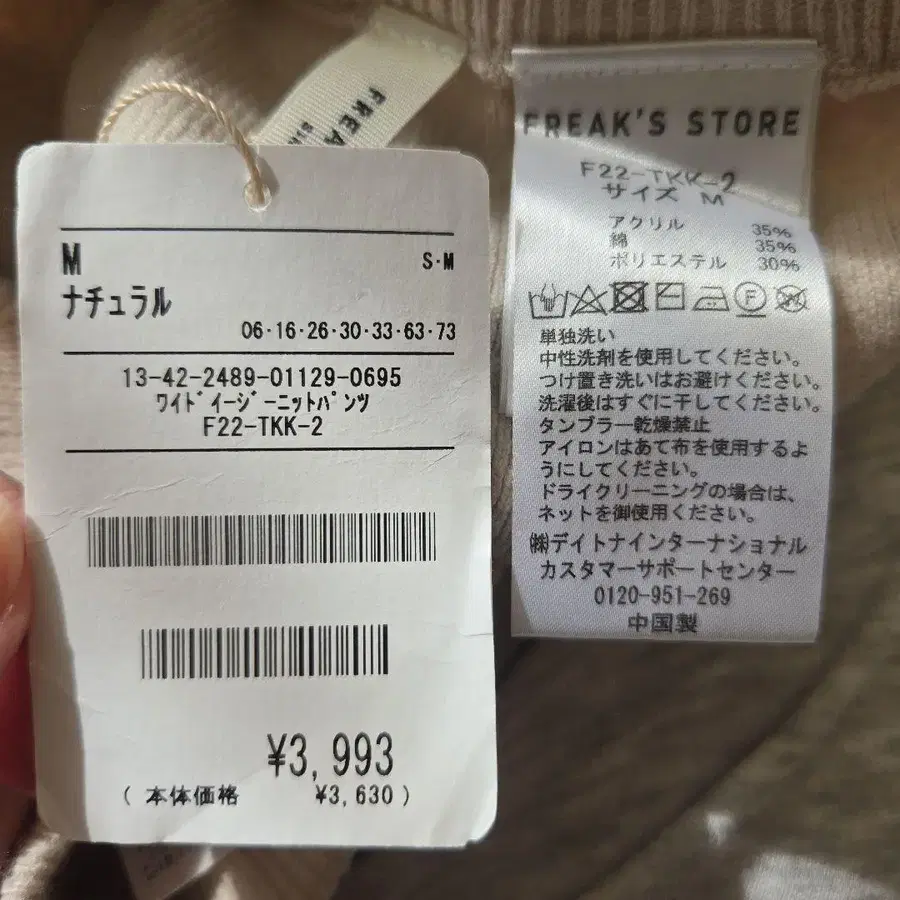 M
S・M
ナチュラル
06・16・26・30・33・63・73
13-42-2489-01129-0695
ワイドイージーニットパンツ
F22-TKK-2
¥3,993
( 本体価格 ¥3,630 )
FREA
FREAK'S STORE
F22-TKK-2
サイズ M
アクリル 35%
綿 35%
ポリエステル 30%
単独洗い
中性洗剤を使用してください。
つけ置き洗いはお避けください。
洗濯後はすぐに干してください。
タンブラー乾燥禁止
アイロンはあて布を使用するよ
うにしてください。
ドライクリーニングの場合は、
ネットを御使用ください。
㈱デイトナインターナショナル
カスタマーサポートセンター
0120-951-269
中国製